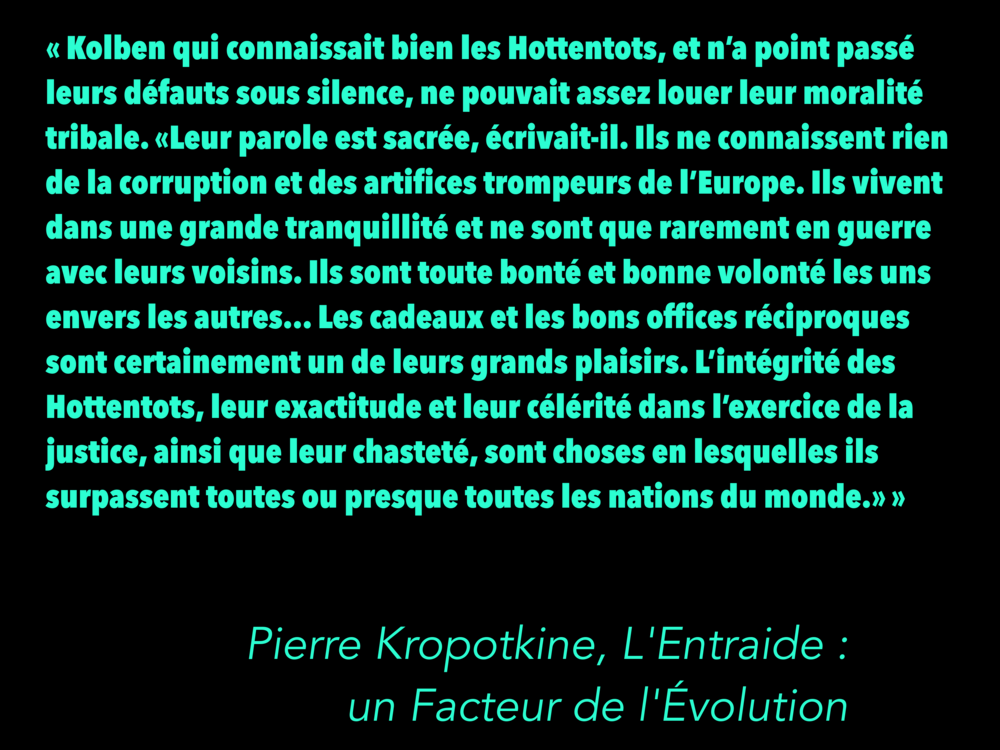 « Kolben qui connaissait bien les Hottentots, et n’a point passé
leurs défauts sous silence, ne pouvait assez louer leur moralité
tribale. «Leur parole est sacrée, écrivait-il. Ils ne connaissent rien
de la corruption et des artifices trompeurs de l’Europe. Ils vivent
dans une grande tranquillité et ne sont que rarement en guerre
avec leurs voisins. Ils sont toute bonté et bonne volonté les uns
envers les autres... Les cadeaux et les bons offices réciproques
sont certainement un de leurs grands plaisirs. L’intégrité des
Hottentots, leur exactitude et leur célérité dans l’exercice de la
justice, ainsi que leur chasteté, sont choses en lesquelles ils
surpassent toutes ou presque toutes les nations du monde.» »
Pierre Kropotkine, L'Entraide :
un Facteur de l'Évolution